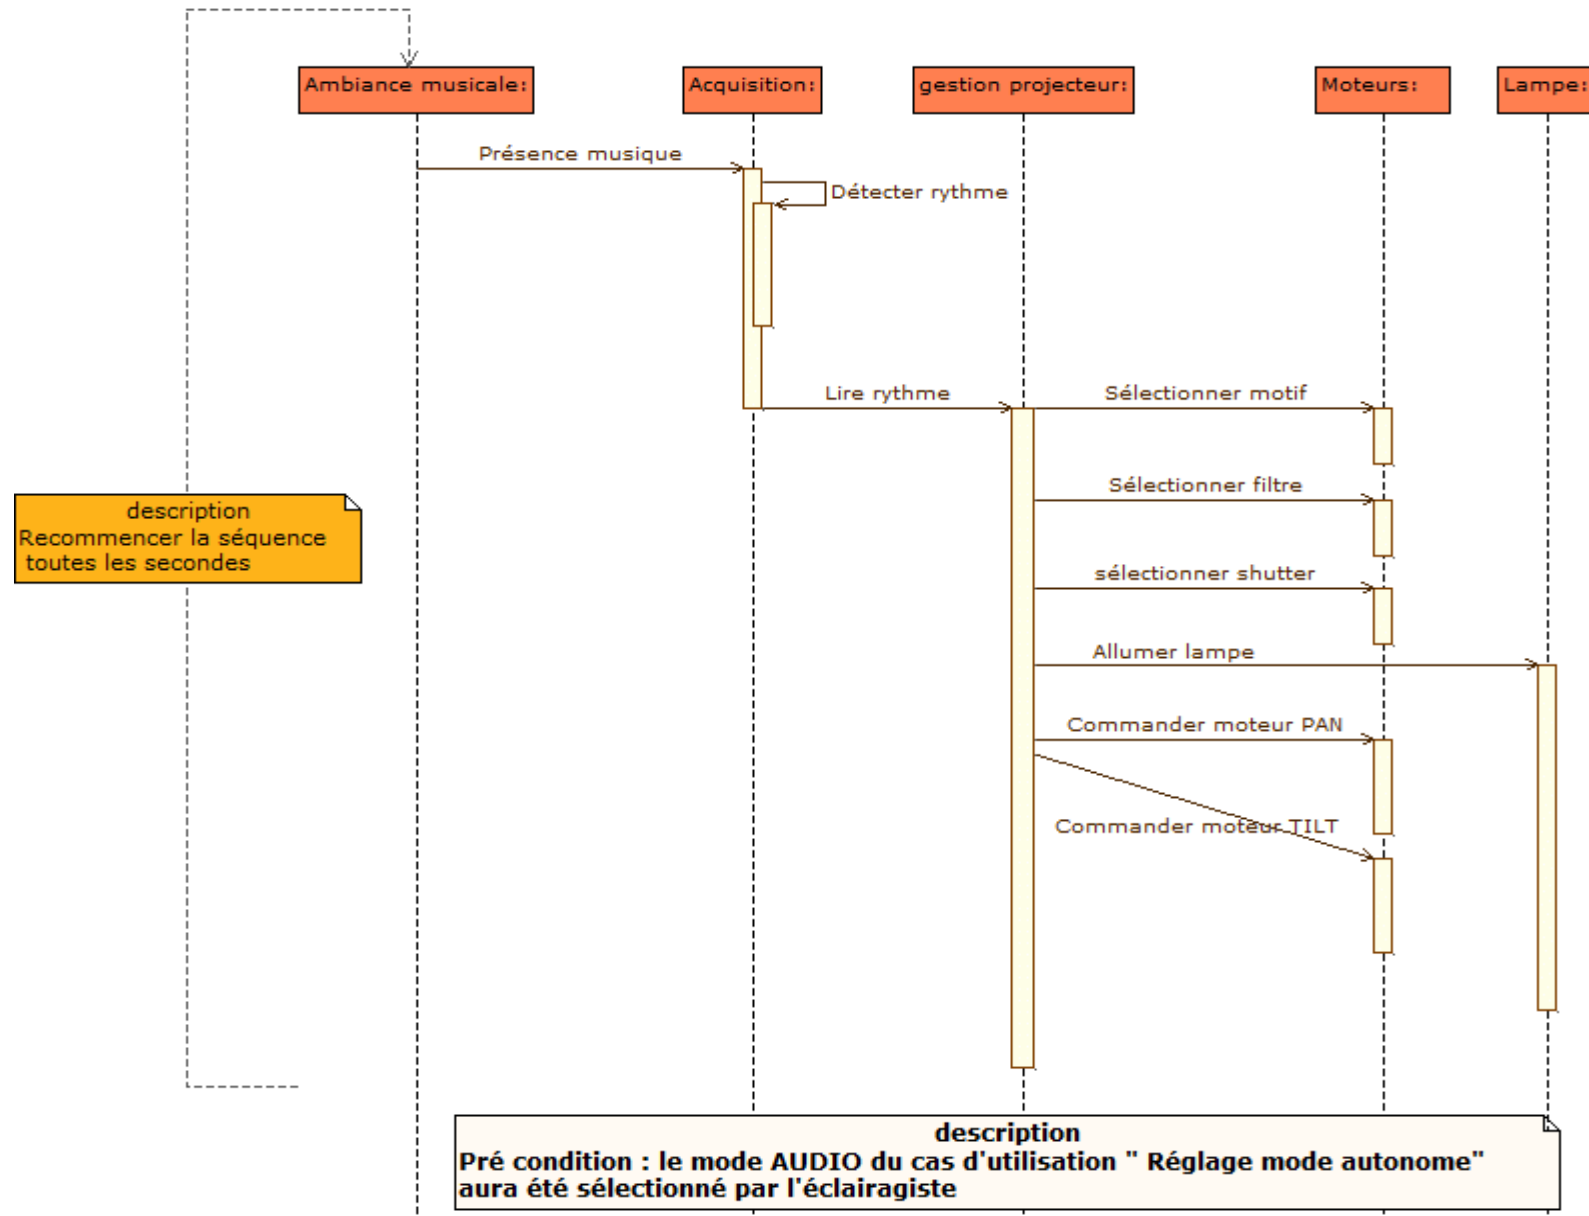 Ambiance musicale:
Acquisition:
gestion projecteur:
Moteurs:
Lampe:
Présence musique
Détecter rythme
Lire rythme
Sélectionner motif
Sélectionner filtre
description
Recommencer la séquence
toutes les secondes
sélectionner shutter
Allumer lampe
Commander moteur PAN
Commander moteur TILT
description
Pré condition : le mode AUDIO du cas d'utilisation " Réglage mode autonome"
aura été sélectionné par l'éclairagiste